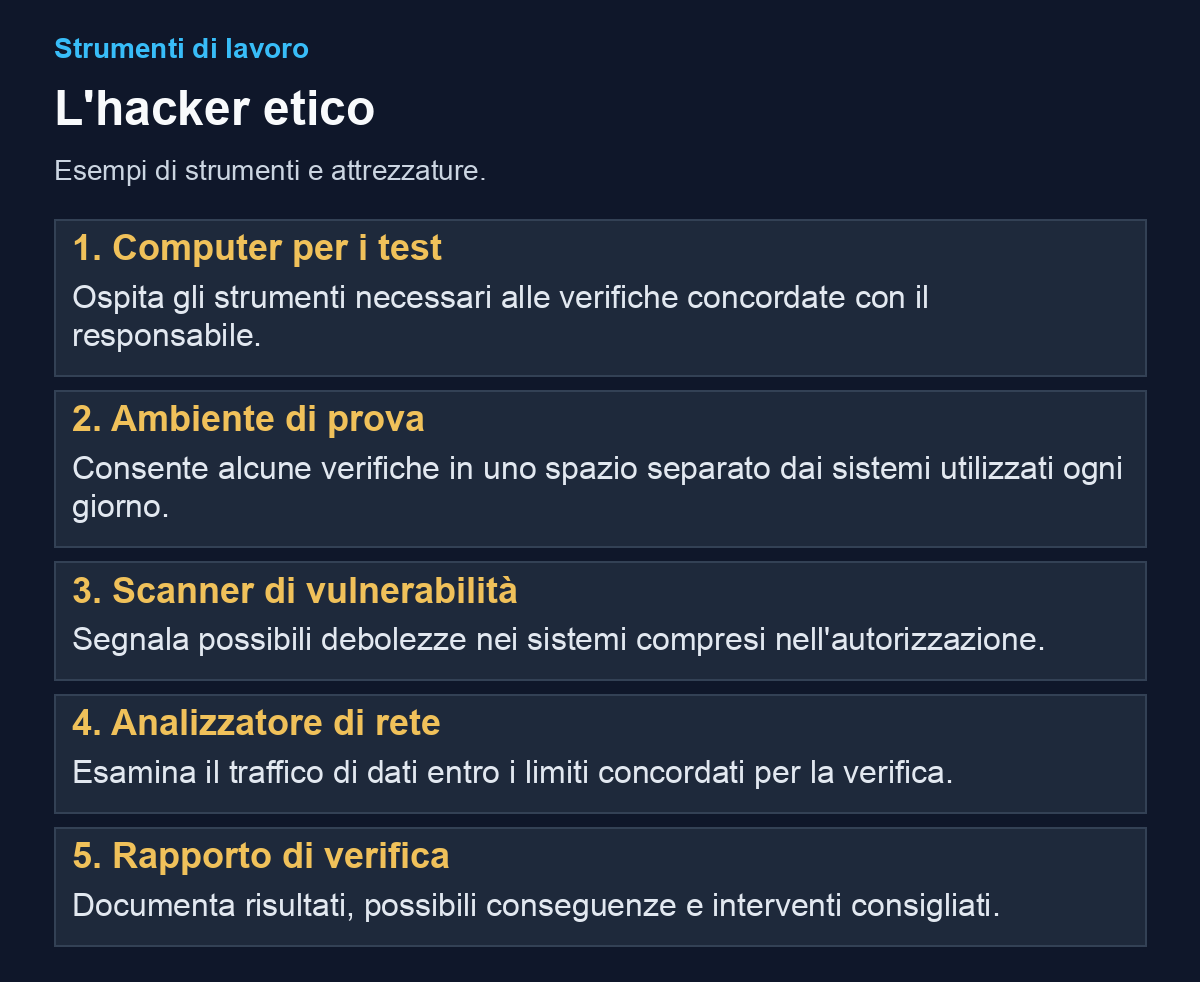 Strumenti di lavoro
L'hacker etico
Esempi di strumenti e attrezzature.
1. Computer per i test
Ospita gli strumenti necessari alle verifiche concordate con il
responsabile.
2. Ambiente di prova
Consente alcune verifiche in uno spazio separato dai sistemi utilizzati ogni
giorno.
3. Scanner di vulnerabilità
Segnala possibili debolezze nei sistemi compresi nell'autorizzazione.
4. Analizzatore di rete
Esamina il traffico di dati entro i limiti concordati per la verifica.
5. Rapporto di verifica
Documenta risultati, possibili conseguenze e interventi consigliati.